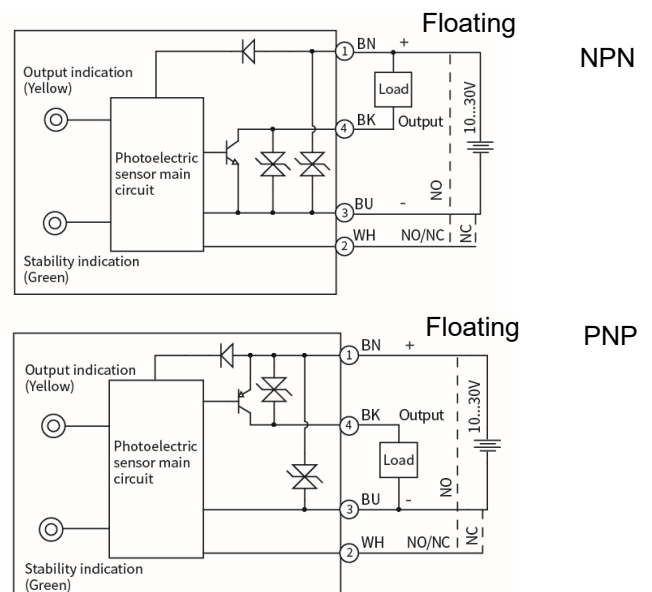 Floating
NPN
Output indication
(Yellow)
Photoelectric
sensor main
circuit
Stability indication
(Green)
1 BN +
Load
4 BK Output
10...30V
3 BU -
NO
2 WH NO/NC
NC
Floating
PNP
Output indication
(Yellow)
Photoelectric
sensor main
circuit
Stability indication
(Green)
1 BN +
4 BK Output
10...30V
Load
3 BU -
NO
2 WH NO/NC
NC